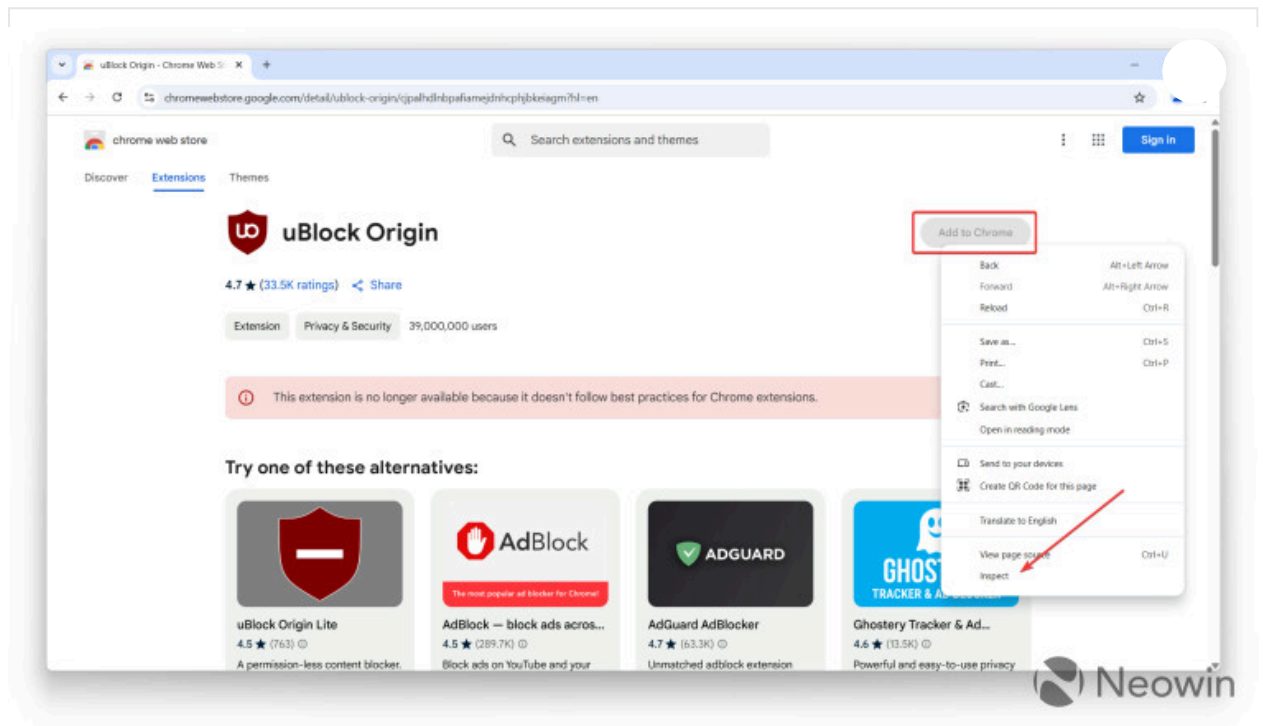 uBlock Origin - Chrome Web St
chromewebstore.google.com/detail/ublock-origin/cjpalhdlnbpafiamejdnhcphjbkeiagm?hl=en
chrome web store
Search extensions and themes
Sign in
Discover Extensions Themes
uBlock Origin
Add to Chrome
4.7 ★ (33.5K ratings) Share
Extension Privacy & Security 39,000,000 users
This extension is no longer available because it doesn't follow best practices for Chrome extensions.
Back Alt+Left Arrow
Forward Alt+Right Arrow
Reload Ctrl+R
Save as... Ctrl+S
Print... Ctrl+P
Cast...
Search with Google Lens
Open in reading mode
Send to your devices
Create QR Code for this page
Translate to English
View page source Ctrl+U
Inspect
Try one of these alternatives:
uBlock Origin Lite
4.5 ★ (763)
A permission-less content blocker.
AdBlock
The most popular ad blocker for Chrome!
AdBlock — block ads acros...
4.5 ★ (289.7K)
Block ads on YouTube and your
ADGUARD
AdGuard AdBlocker
4.7 ★ (63.3K)
Unmatched adblock extension
GHOS
TRACKER & AD
Ghostery Tracker & Ad...
4.6 ★ (13.5K)
Powerful and easy-to-use privacy
Neowin